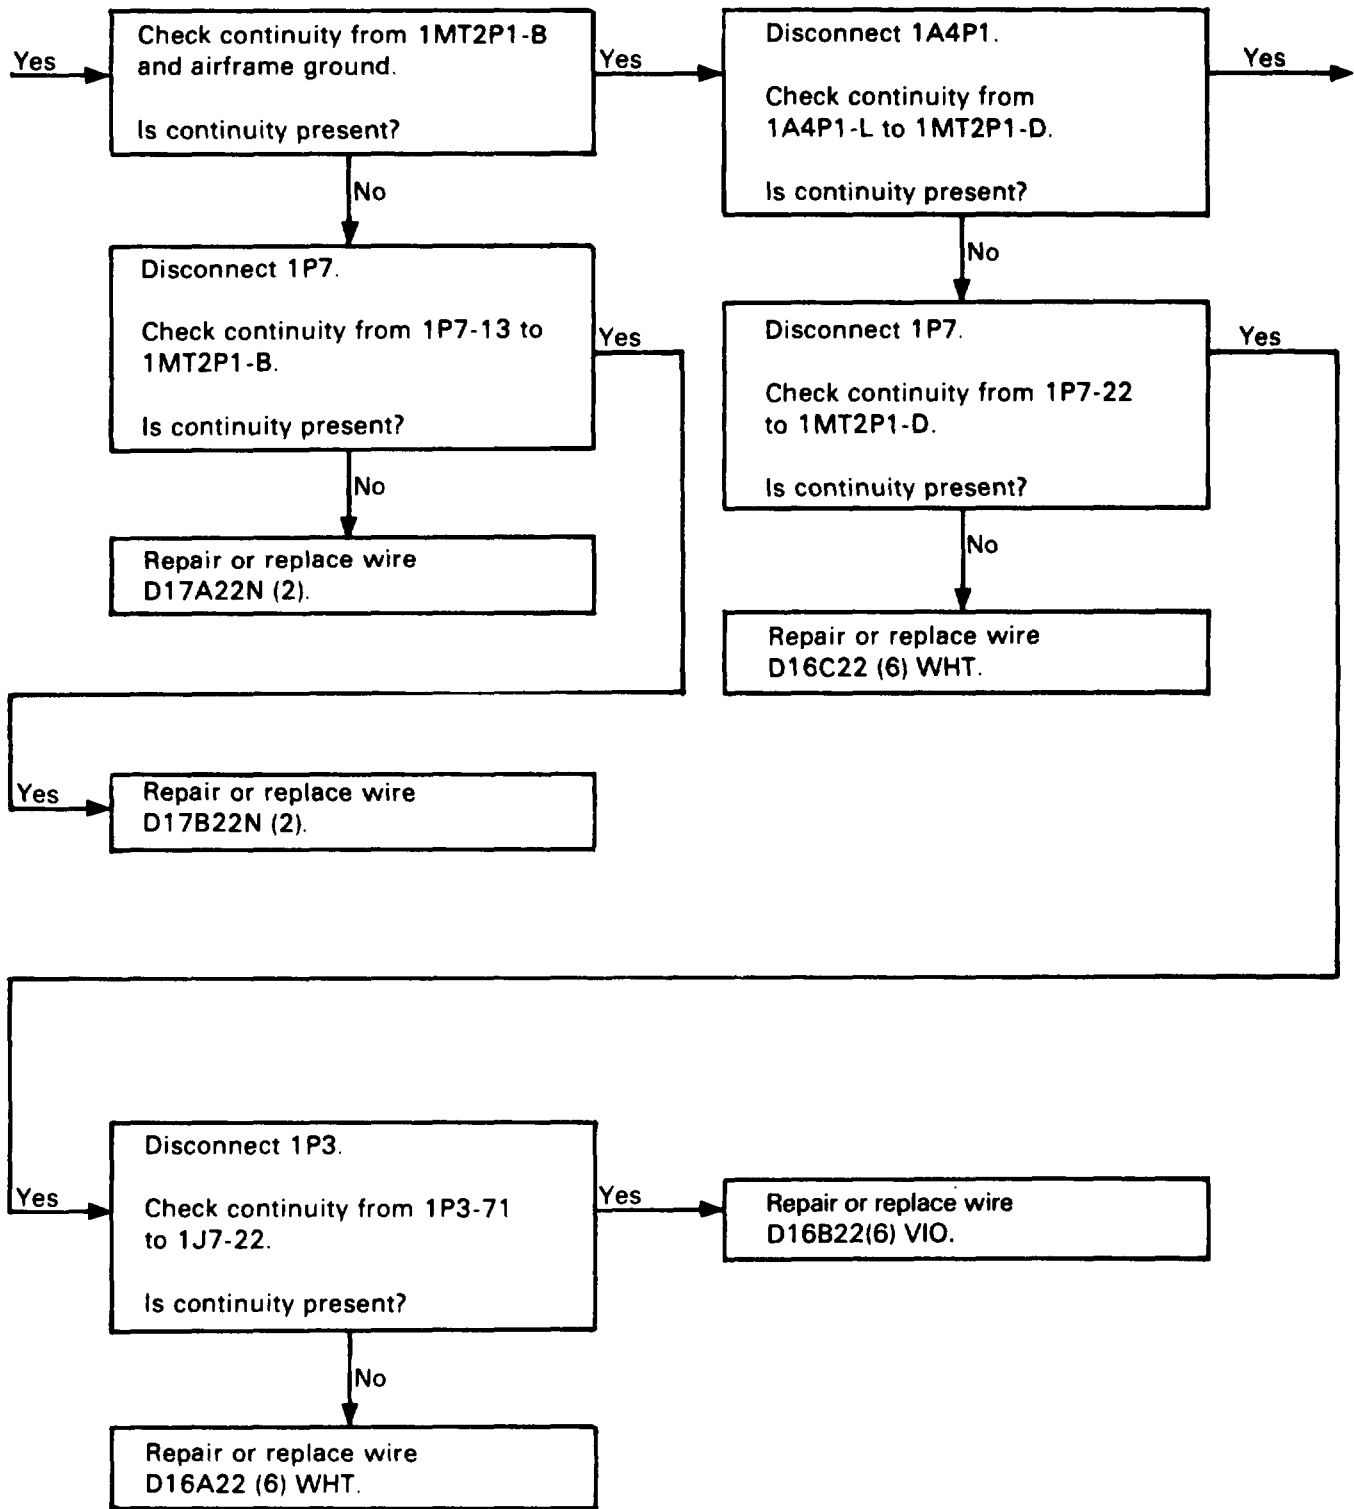 Yes
Check continuity from 1MT2P1-B
and airframe ground.
Is continuity present?
Yes
Disconnect 1A4P1.
Check continuity from
1A4P1-L to 1MT2P1-D.
Is continuity present?
Yes
No
No
Disconnect 1P7.
Check continuity from 1P7-13 to
1MT2P1-B.
Is continuity present?
Yes
Disconnect 1P7.
Check continuity from 1P7-22
to 1MT2P1-D.
Is continuity present?
Yes
No
No
Repair or replace wire
D17A22N (2).
Repair or replace wire
D16C22 (6) WHT.
Yes
Repair or replace wire
D17B22N (2).
Yes
Disconnect 1P3.
Check continuity from 1P3-71
to 1J7-22.
Is continuity present?
Yes
Repair or replace wire
D16B22(6) VIO.
No
Repair or replace wire
D16A22 (6) WHT.